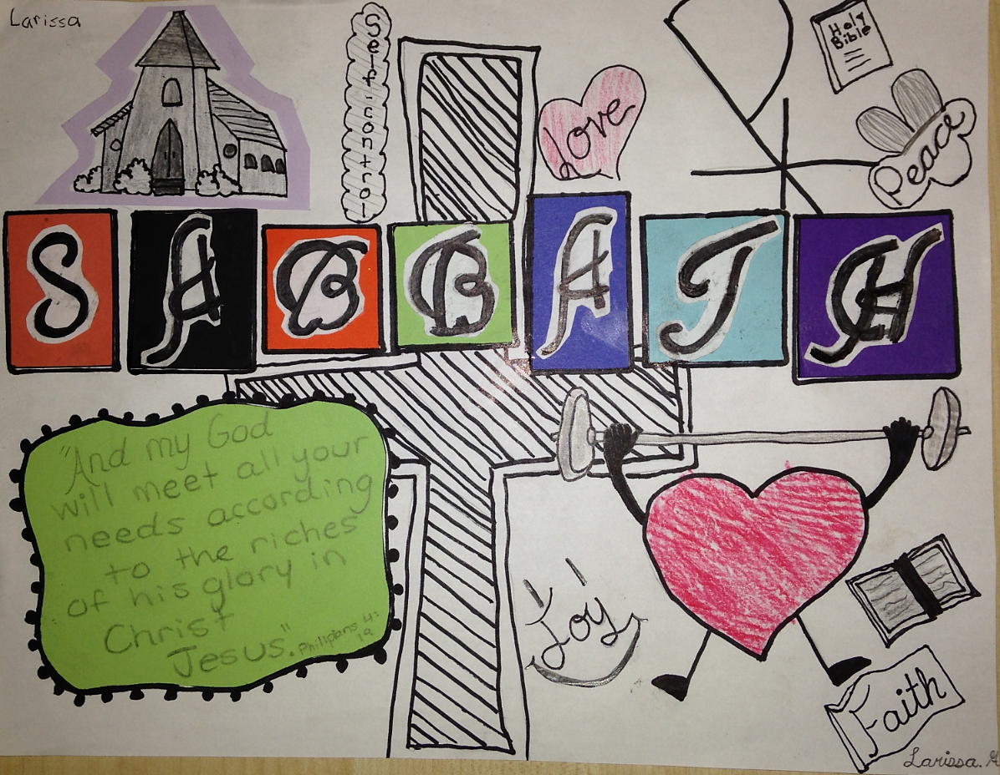 Larissa
Self-control
Love
Holy
Bible
Peace
SABBATH
"And my God
will meet all your
needs according
to the riches
of his glory in
Christ
Jesus."
Philippans 4:
19
Joy
Faith
Larissa. G